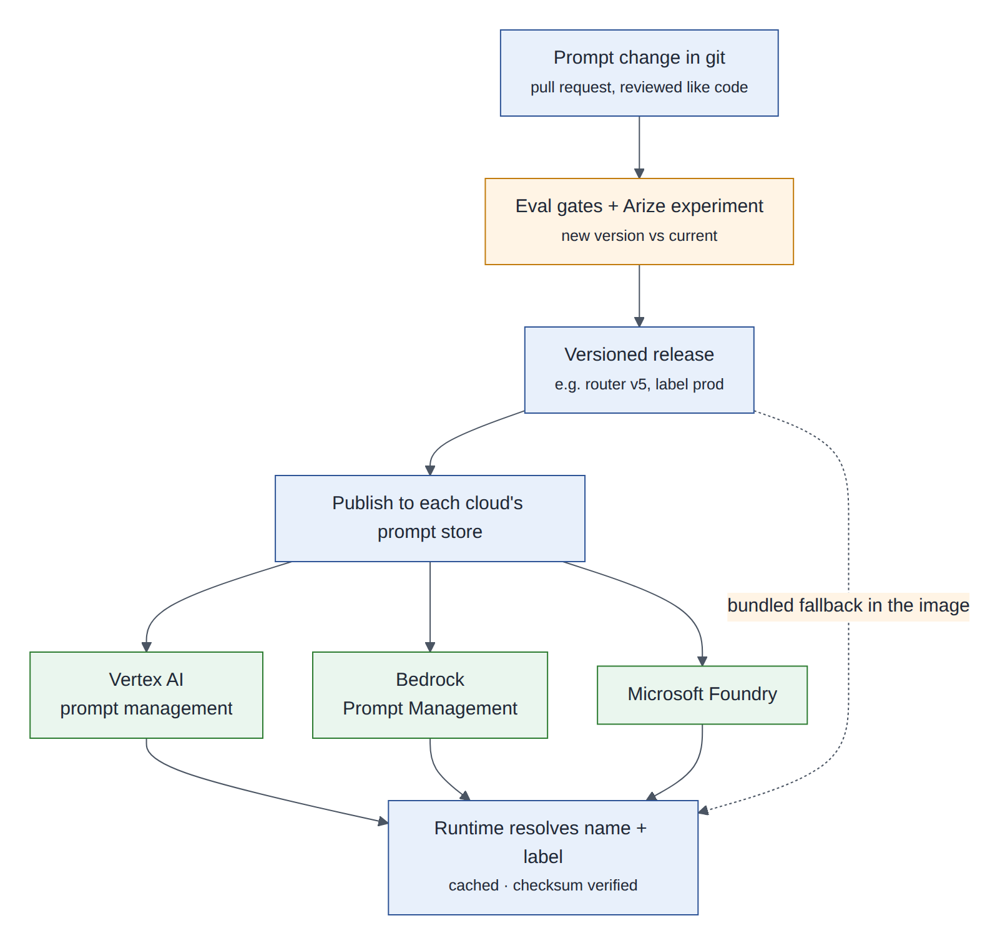 Prompt change in git
pull request, reviewed like code
Eval gates + Arize experiment
new version vs current
Versioned release
e.g. router v5, label prod
Publish to each cloud's
prompt store
bundled fallback in the image
Vertex AI
prompt management
Bedrock
Prompt Management
Microsoft Foundry
Runtime resolves name +
label
cached · checksum verified